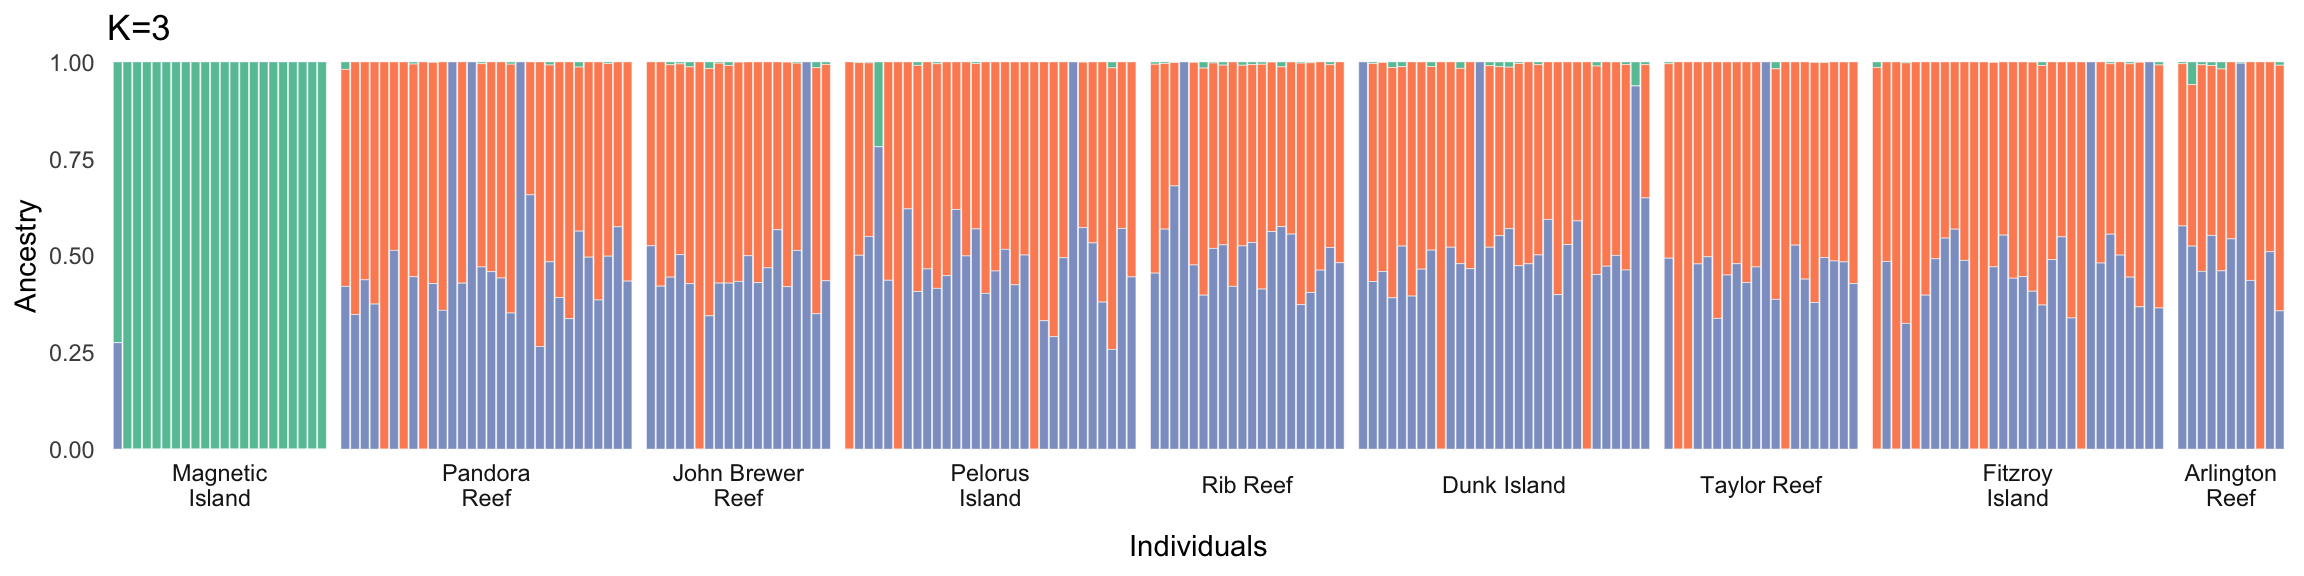 K=3
1.00
0.75
0.50
0.25
0.00
Ancestry
Magnetic
Island
Pandora
Reef
John Brewer
Reef
Pelorus
Island
Rib Reef
Dunk Island
Taylor Reef
Fitzroy
Island
Arlington
Reef
Individuals